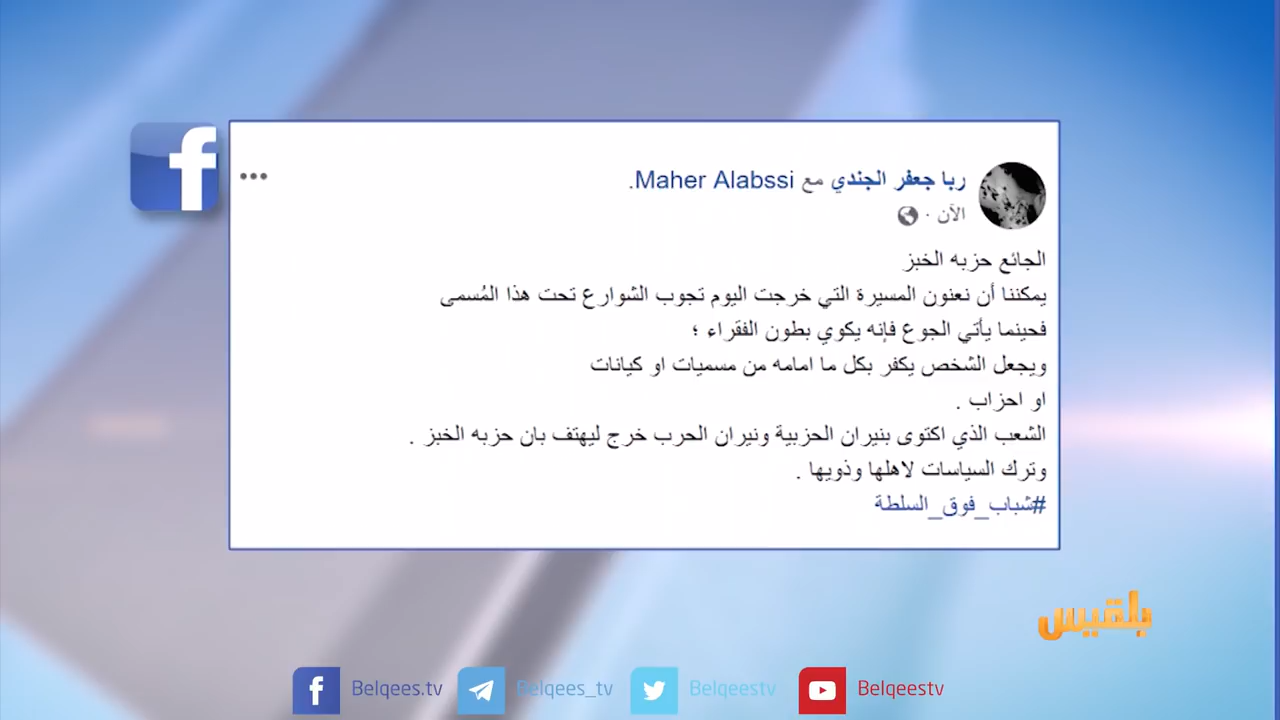 ربا جعفر الجندي مع Maher Alabssi.
الآن ·
الجائع حزبه الخبز
يمكننا أن نعنون المسيرة التي خرجت اليوم تجوب الشوارع تحت هذا المُسمى
فحينما يأتي الجوع فإنه يكوي بطون الفقراء ؛
ويجعل الشخص يكفر بكل ما امامه من مسميات او كيانات
او احزاب .
الشعب الذي اكتوى بنيران الحزبية ونيران الحرب خرج ليهتف بان حزبه الخبز .
وترك السياسات لاهلها وذويها .
#شباب_فوق_السلطة
بلقيس
Belqees.tv Belqees_tv Belqeestv Belqeestv